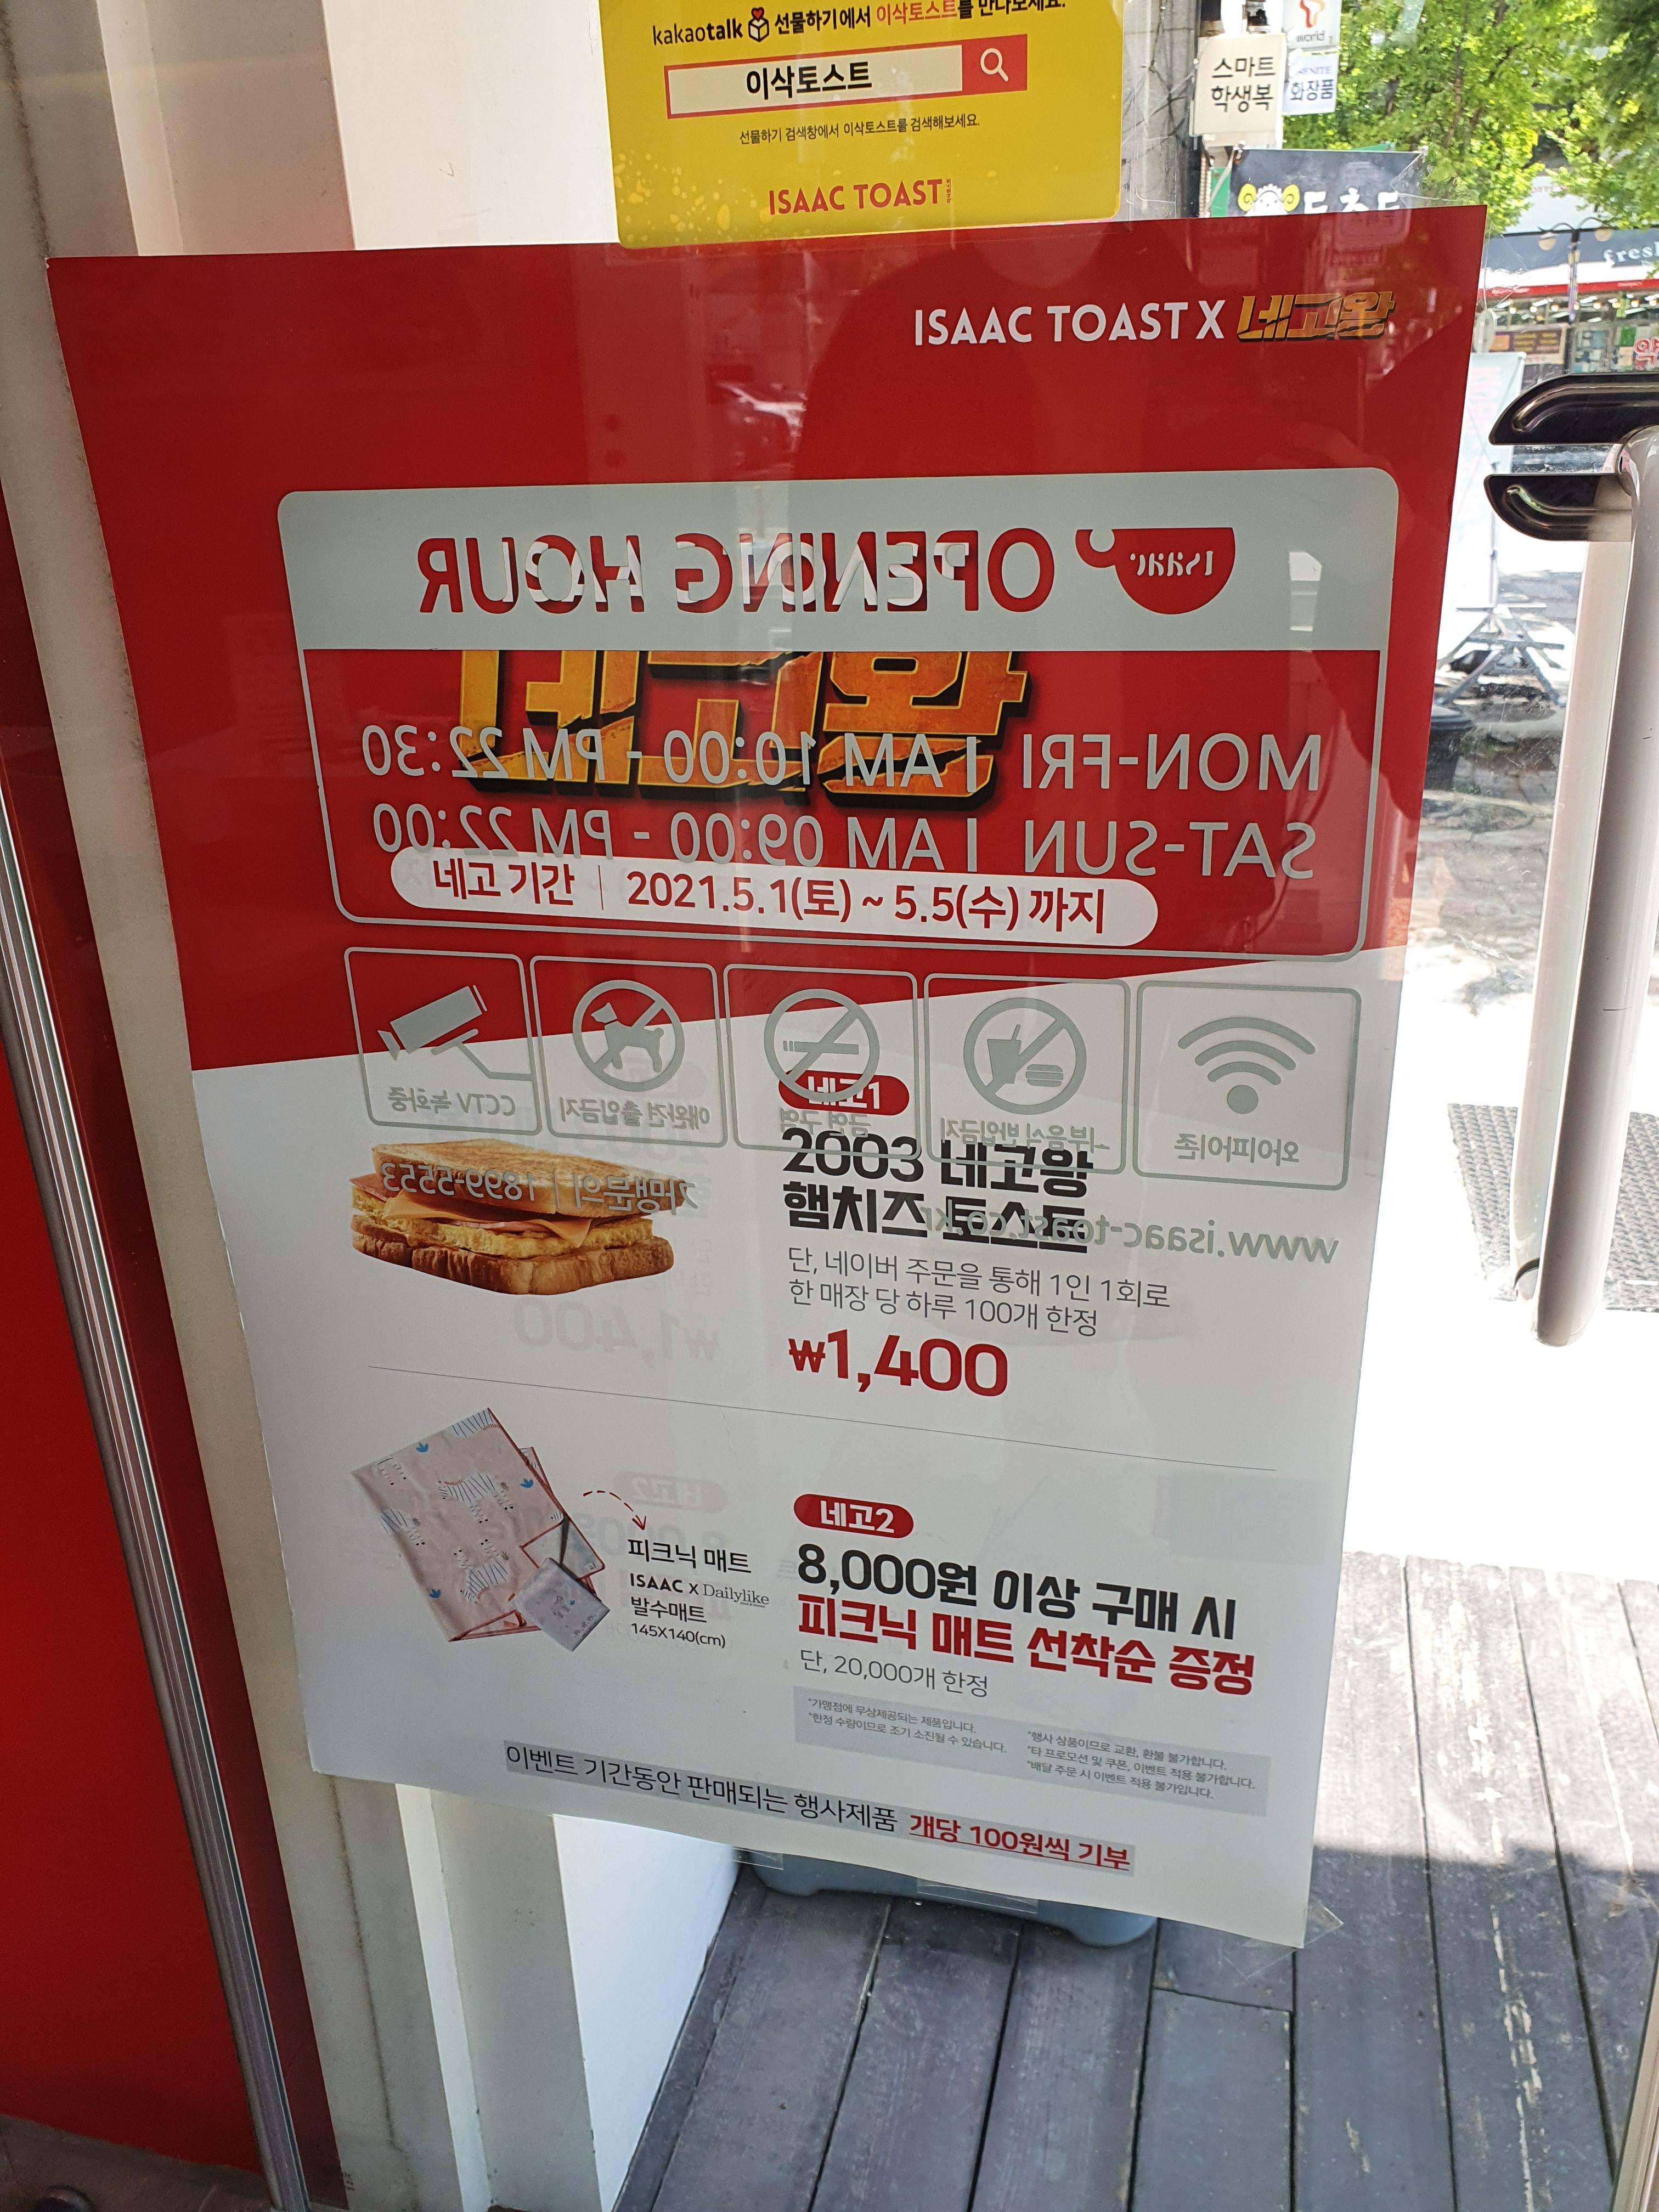 kakaotalk 선물하기에서 이삭토스트를 만나보세요.
이삭토스트
선물하기 검색창에서 이삭토스트를 검색해보세요.
ISAAC TOAST
스마트
학생복
화장품
fresh
약
ISAAC TOAST X 네고왕
Isaac OPENING HOUR
네고왕
MON-FRI | AM 10:00 - PM 22:30
SAT-SUN | AM 09:00 - PM 22:00
네고 기간 | 2021.5.1(토) ~ 5.5(수) 까지
와이파이존
외부음식 반입금지
금연구역
애완견 출입금지
CCTV 녹화중
www.isaac-toast.co.kr
가맹문의 | 1899-5553
네고1
2003 네고왕
햄치즈 토스트
단, 네이버 주문을 통해 1인 1회로
한 매장 당 하루 100개 한정
₩1,400
피크닉 매트
ISAAC X Dailylike
발수매트
145X140(cm)
네고2
8,000원 이상 구매 시
피크닉 매트 선착순 증정
단, 20,000개 한정
*가맹점에 무상제공되는 제품입니다.
*한정 수량이므로 조기 소진될 수 있습니다.
*행사 상품이므로 교환, 환불 불가합니다.
*타 프로모션 및 쿠폰, 이벤트 적용 불가합니다.
*배달 주문 시 이벤트 적용 불가입니다.
이벤트 기간동안 판매되는 행사제품 개당 100원씩 기부